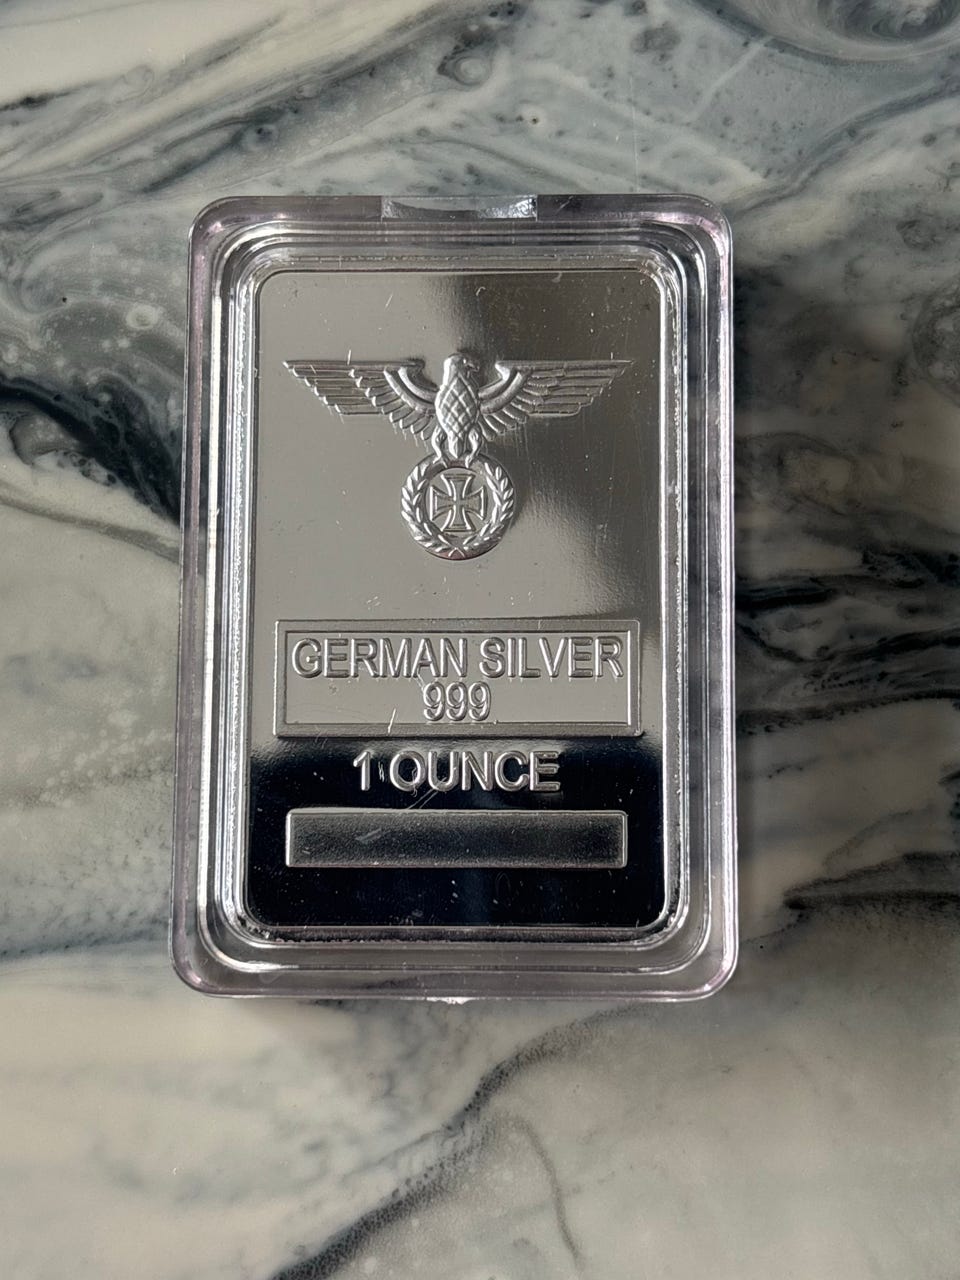 GERMAN SILVER
999
1 OUNCE